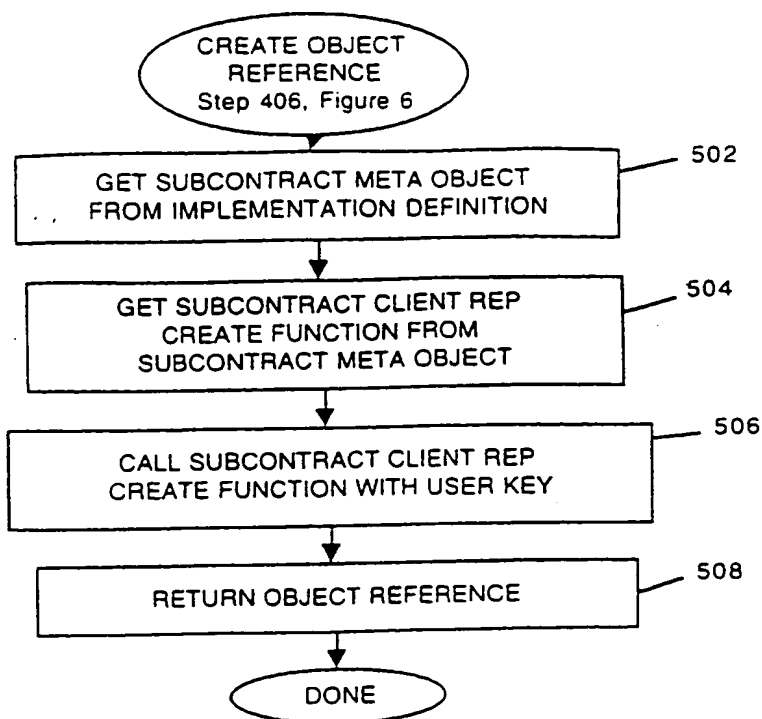 CREATE OBJECT
REFERENCE
Step 406, Figure 6
502
GET SUBCONTRACT META OBJECT
FROM IMPLEMENTATION DEFINITION
504
GET SUBCONTRACT CLIENT REP
CREATE FUNCTION FROM
SUBCONTRACT META OBJECT
506
CALL SUBCONTRACT CLIENT REP
CREATE FUNCTION WITH USER KEY
508
RETURN OBJECT REFERENCE
DONE